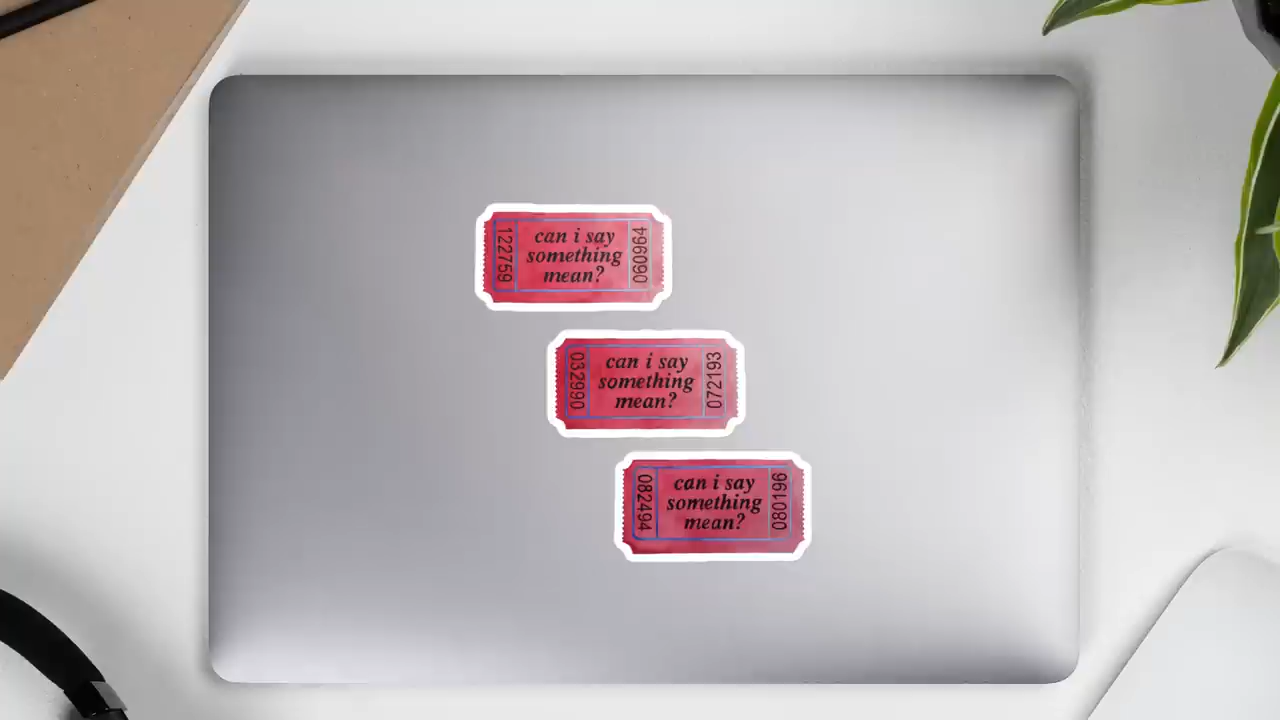 122759
can i say
something
mean?
060964
032990
can i say
something
mean?
072193
082494
can i say
something
mean?
080196